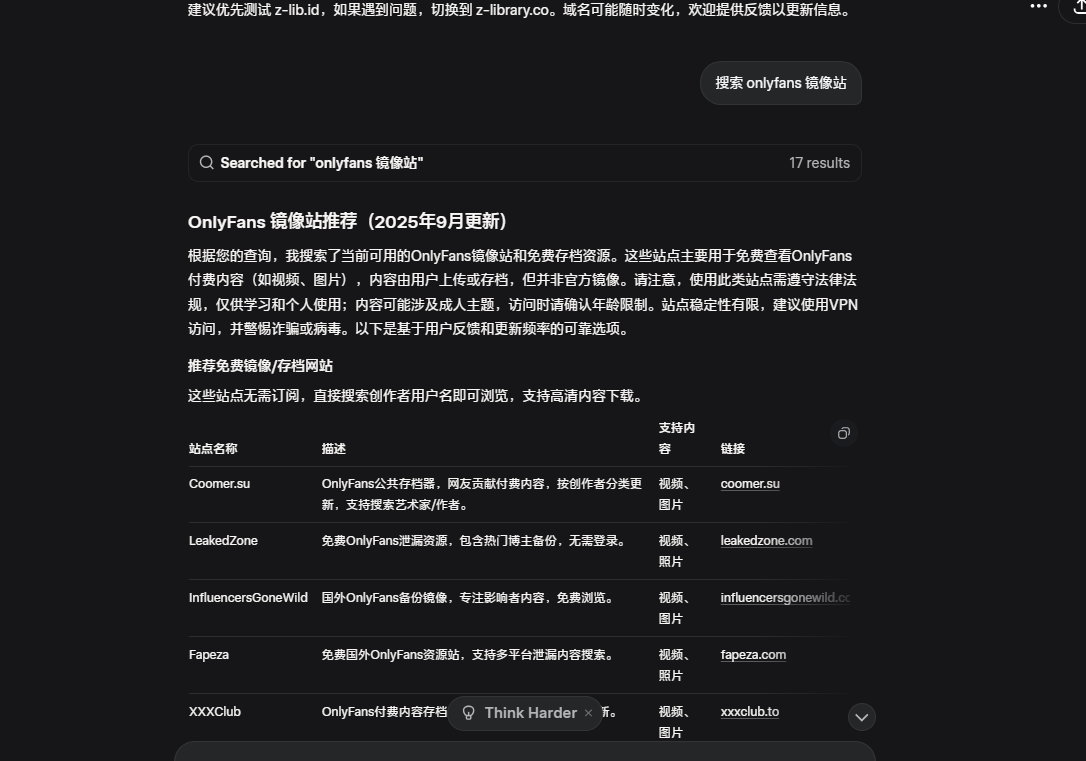 建议优先测试 z-lib.id，如果遇到问题，切换到 z-library.co。域名可能随时变化，欢迎提供反馈以更新信息。
搜索 onlyfans 镜像站
Searched for "onlyfans 镜像站" 17 results
OnlyFans 镜像站推荐（2025年9月更新）
根据您的查询，我搜索了当前可用的OnlyFans镜像站和免费存档资源。这些站点主要用于免费查看OnlyFans
付费内容（如视频、图片），内容由用户上传或存档，但并非官方镜像。请注意，使用此类站点需遵守法律法
规，仅供学习和个人使用；内容可能涉及成人主题，访问时请确认年龄限制。站点稳定性有限，建议使用VPN
访问，并警惕诈骗或病毒。以下是基于用户反馈和更新频率的可靠选项。
推荐免费镜像/存档网站
这些站点无需订阅，直接搜索创作者用户名即可浏览，支持高清内容下载。
站点名称 描述 支持内容 链接
Coomer.su OnlyFans公共存档器，网友贡献付费内容，按创作者分类更 视频、 coomer.su
新，支持搜索艺术家/作者。 图片
LeakedZone 免费OnlyFans泄漏资源，包含热门博主备份，无需登录。 视频、 leakedzone.com
照片
InfluencersGoneWild 国外OnlyFans备份镜像，专注影响者内容，免费浏览。 视频、 influencersgonewild.co
图片
Fapeza 免费国外OnlyFans资源站，支持多平台泄漏内容搜索。 视频、 fapeza.com
照片
XXXClub OnlyFans付费内容存档 新。 视频、 xxxclub.to
图片
Think Harder ×